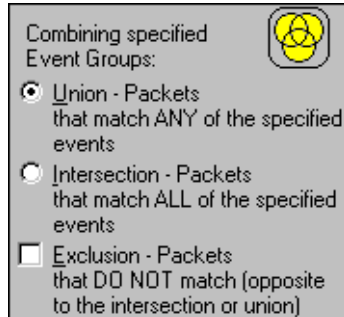 Combining specified
Event Groups:
Union - Packets
that match ANY of the specified
events
Intersection - Packets
that match ALL of the specified
events
Exclusion - Packets
that DO NOT match (opposite
to the intersection or union)